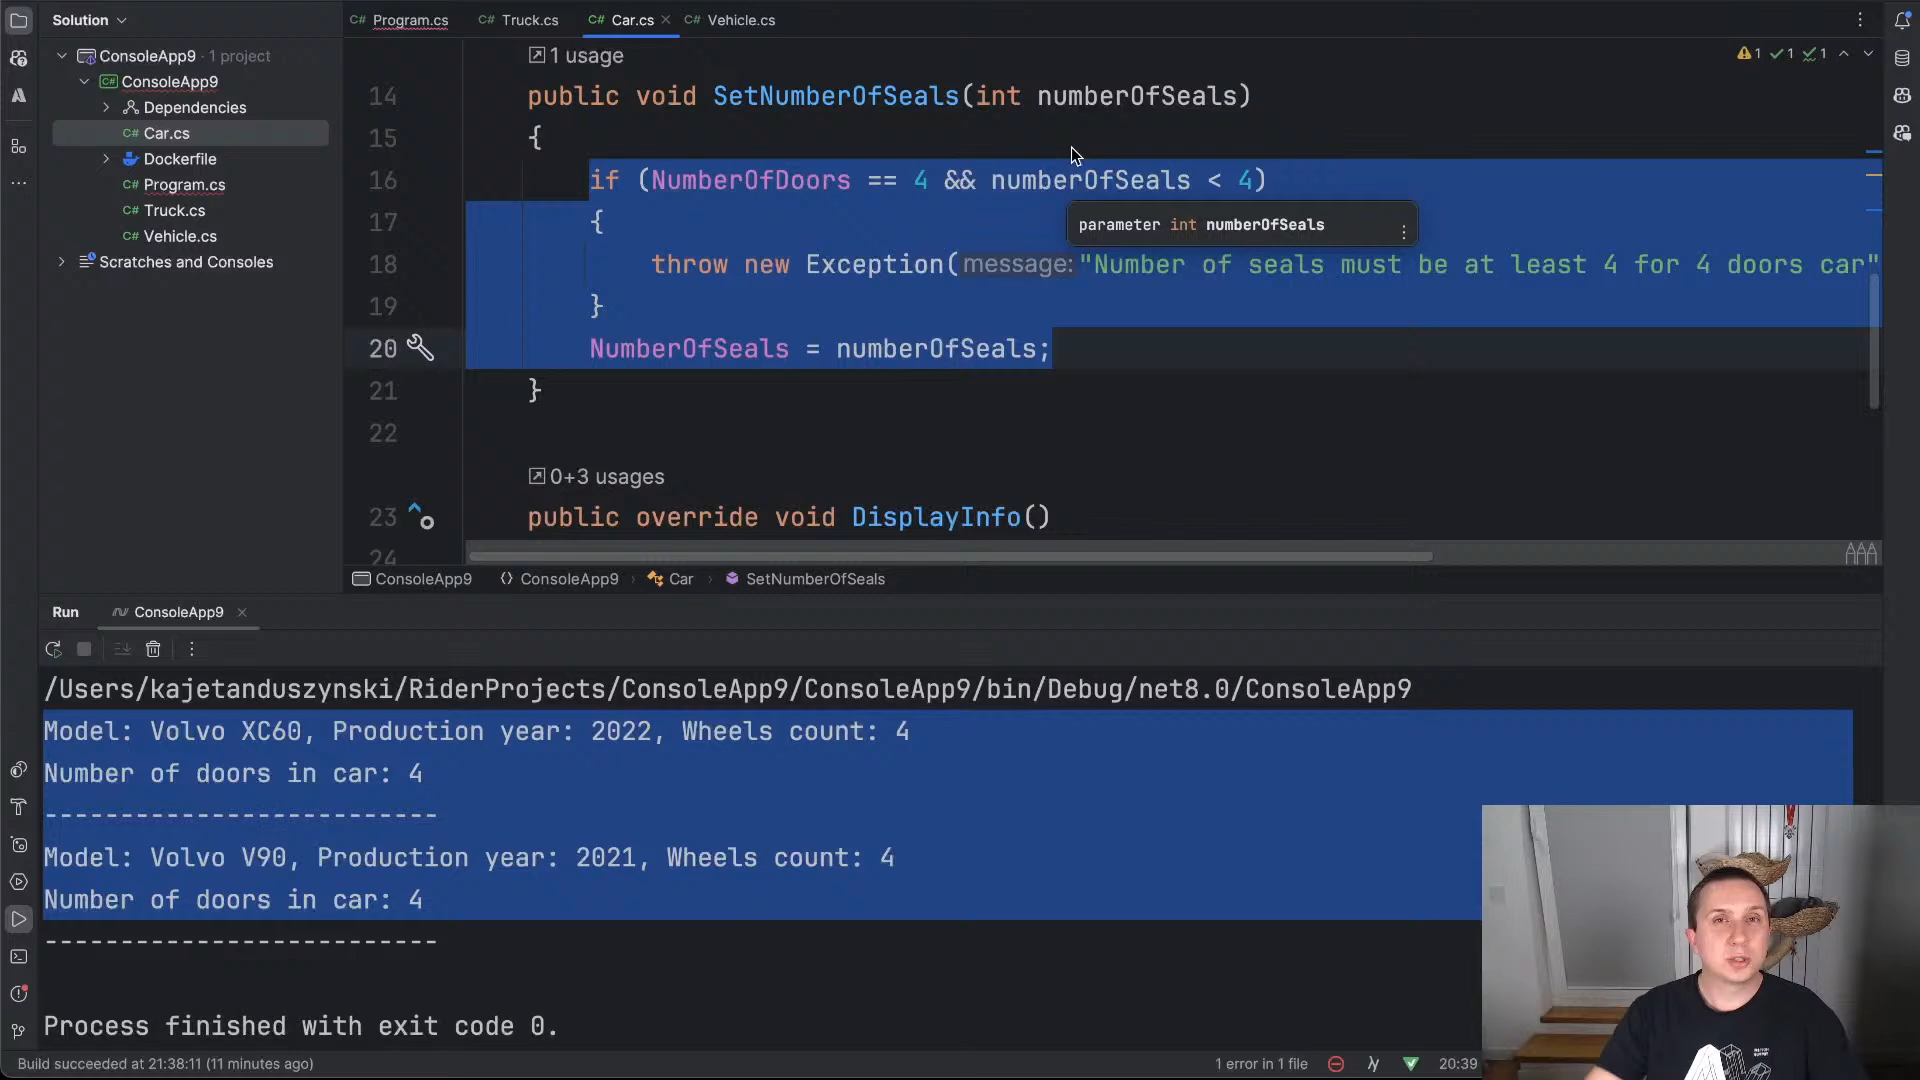 Solution
Program.cs
Truck.cs
Car.cs
Vehicle.cs
ConsoleApp9 · 1 project
ConsoleApp9
Dependencies
Car.cs
Dockerfile
Program.cs
Truck.cs
Vehicle.cs
Scratches and Consoles
1 usage
1 1 1
14 public void SetNumberOfSeals(int numberOfSeals)
15 {
16 if (NumberOfDoors == 4 && numberOfSeals < 4)
17 {
parameter int numberOfSeals
18 throw new Exception(message: "Number of seals must be at least 4 for 4 doors car"
19 }
20 NumberOfSeals = numberOfSeals;
21 }
22
0+3 usages
23 public override void DisplayInfo()
24
ConsoleApp9 ConsoleApp9 › Car › SetNumberOfSeals
Run ConsoleApp9
/Users/kajetanduszynski/RiderProjects/ConsoleApp9/ConsoleApp9/bin/Debug/net8.0/ConsoleApp9
Model: Volvo XC60, Production year: 2022, Wheels count: 4
Number of doors in car: 4
--------------------------
Model: Volvo V90, Production year: 2021, Wheels count: 4
Number of doors in car: 4
--------------------------
Process finished with exit code 0.
Build succeeded at 21:38:11 (11 minutes ago)
1 error in 1 file
20:39